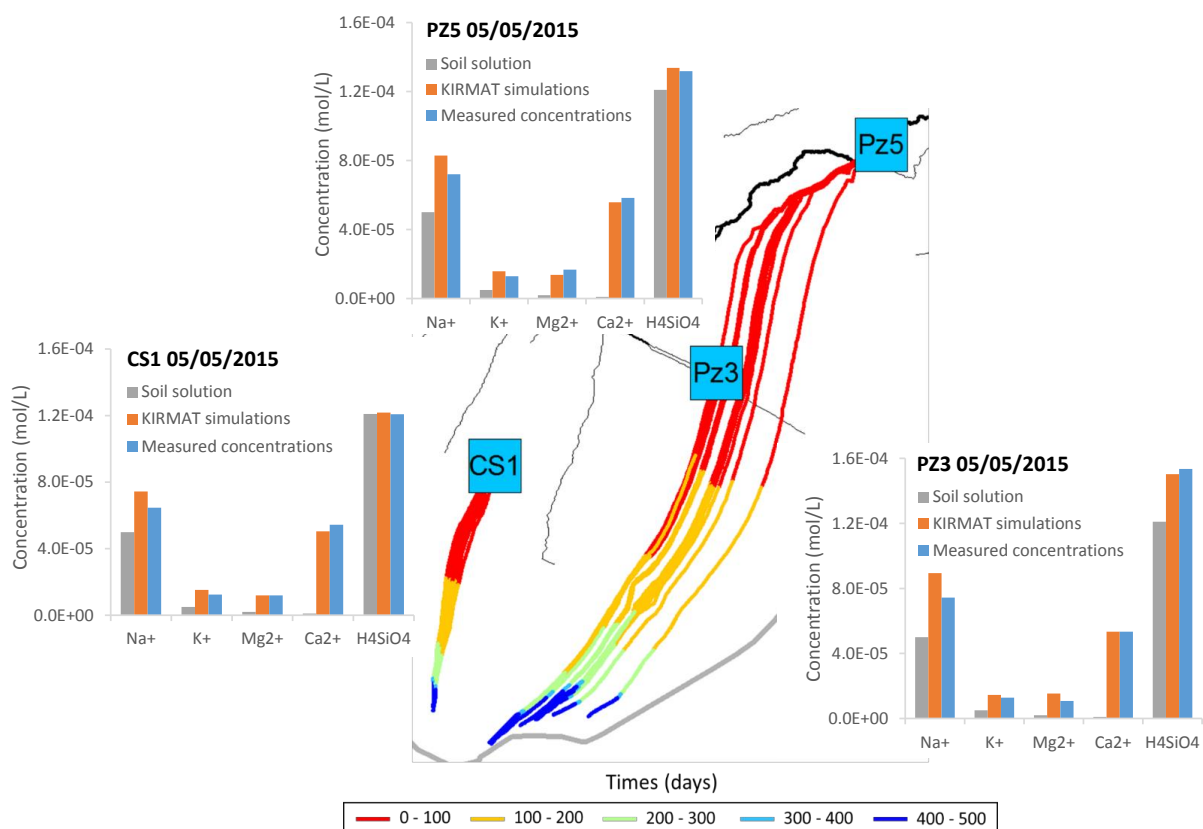 PZ5 05/05/2015
1.6E-04
1.2E-04
8.0E-05
4.0E-05
0.0E+00
Concentration (mol/L)
Soil solution
KIRMAT simulations
Measured concentrations
Na+ K+ Mg2+ Ca2+ H4SiO4
Pz5
Pz3
CS1
CS1 05/05/2015
1.6E-04
1.2E-04
8.0E-05
4.0E-05
0.0E+00
Concentration (mol/L)
Soil solution
KIRMAT simulations
Measured concentrations
Na+ K+ Mg2+ Ca2+ H4SiO4
PZ3 05/05/2015
1.6E-04
1.2E-04
8.0E-05
4.0E-05
0.0E+00
Concentration (mol/L)
Soil solution
KIRMAT simulations
Measured concentrations
Na+ K+ Mg2+ Ca2+ H4SiO4
Times (days)
0 - 100 100 - 200 200 - 300 300 - 400 400 - 500